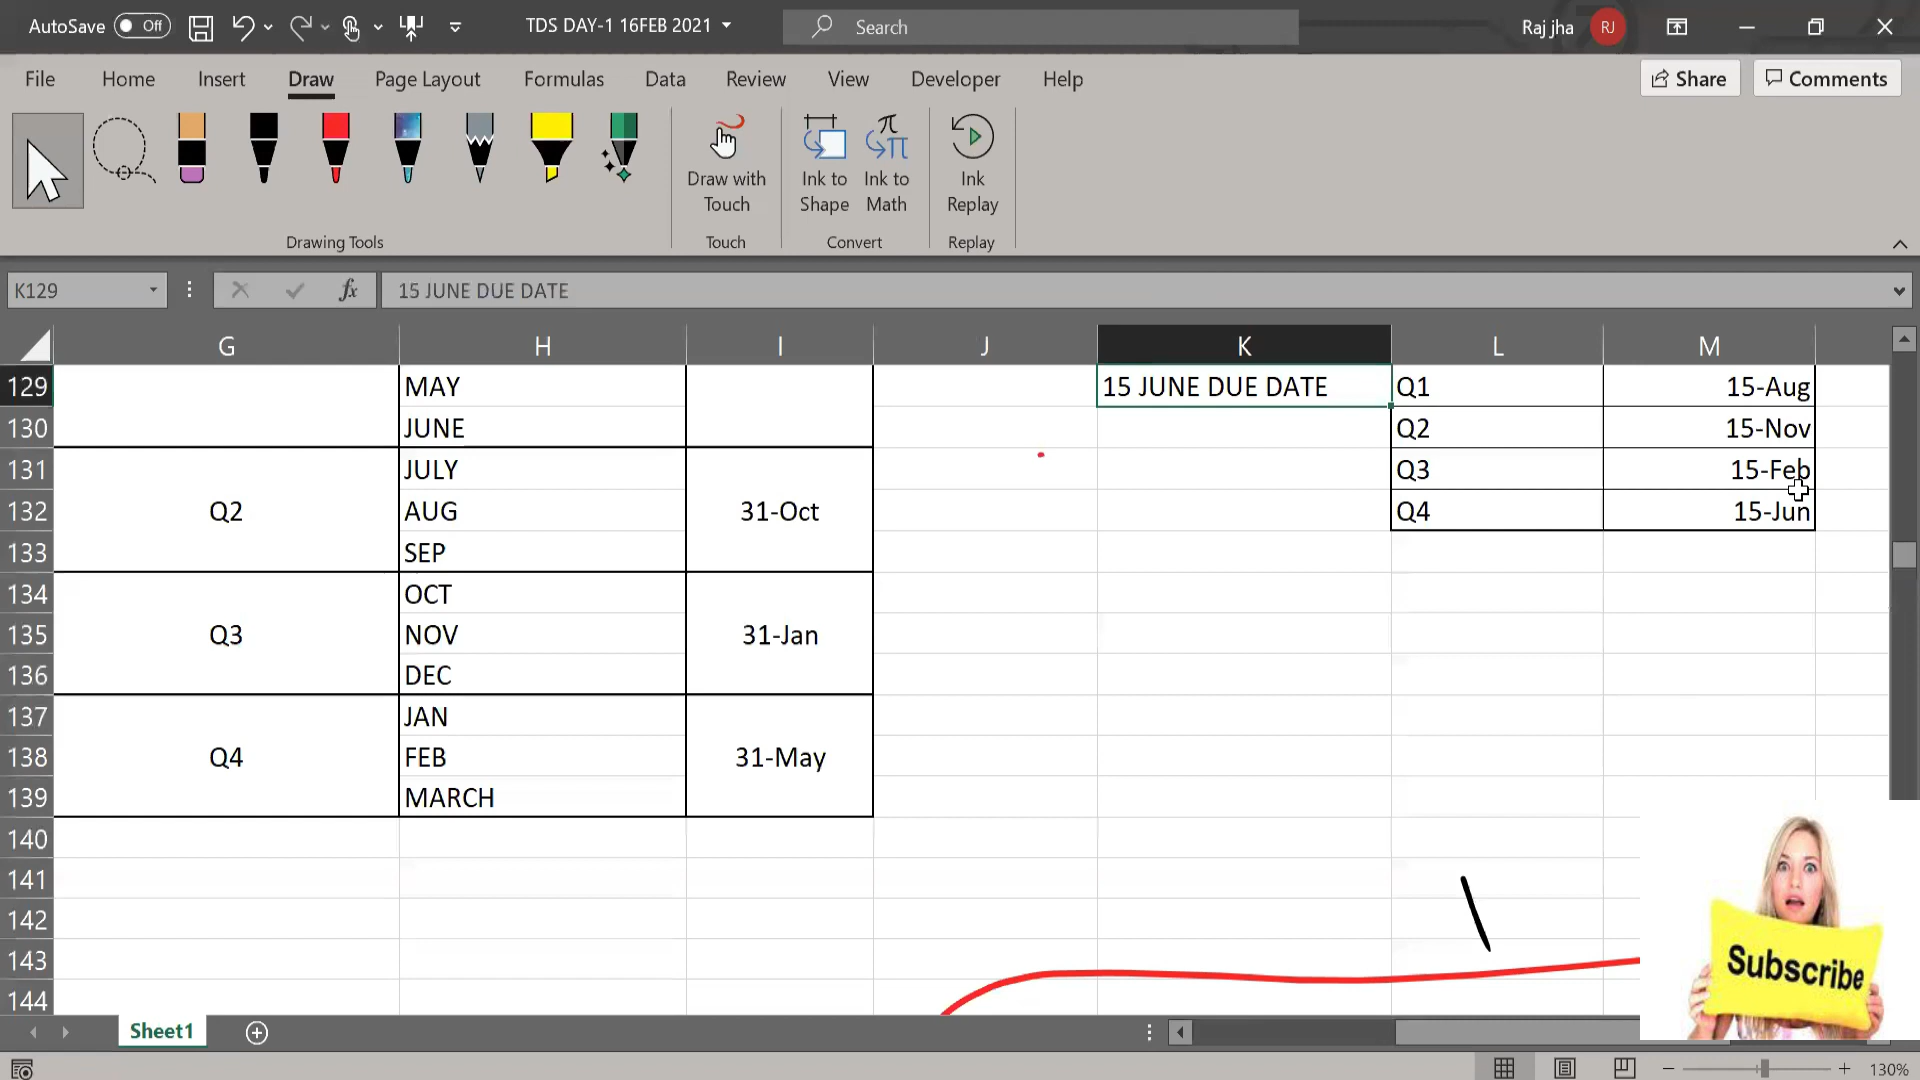 AutoSave Off TDS DAY-1 16FEB 2021 Search Raj jha RJ
File Home Insert Draw Page Layout Formulas Data Review View Developer Help Share Comments
Draw with Touch
Ink to Shape
Ink to Math
Ink Replay
Drawing Tools Touch Convert Replay
K129 fx 15 JUNE DUE DATE
G H I J K L M
129 MAY 15 JUNE DUE DATE Q1 15-Aug
130 JUNE Q2 15-Nov
131 JULY Q3 15-Feb
132 Q2 AUG 31-Oct Q4 15-Jun
133 SEP
134 OCT
135 Q3 NOV 31-Jan
136 DEC
137 JAN
138 Q4 FEB 31-May
139 MARCH
140
141
142
143
144
Subscribe
Sheet1
130%